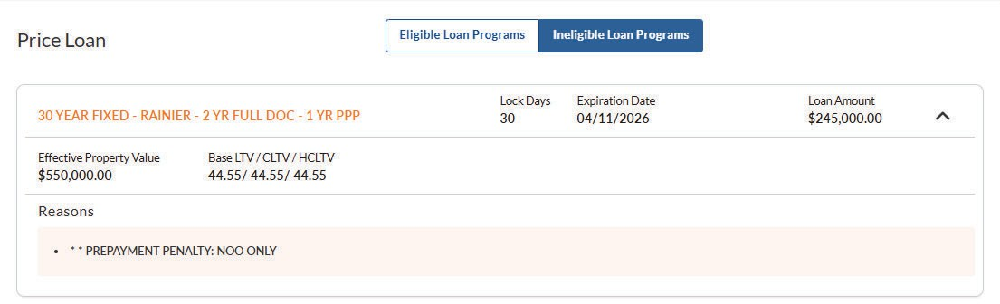 Price Loan
Eligible Loan Programs
Ineligible Loan Programs
30 YEAR FIXED - RAINIER - 2 YR FULL DOC - 1 YR PPP
Lock Days
30
Expiration Date
04/11/2026
Loan Amount
$245,000.00
Effective Property Value
$550,000.00
Base LTV / CLTV / HCLTV
44.55/ 44.55/ 44.55
Reasons
• * * PREPAYMENT PENALTY: NOO ONLY